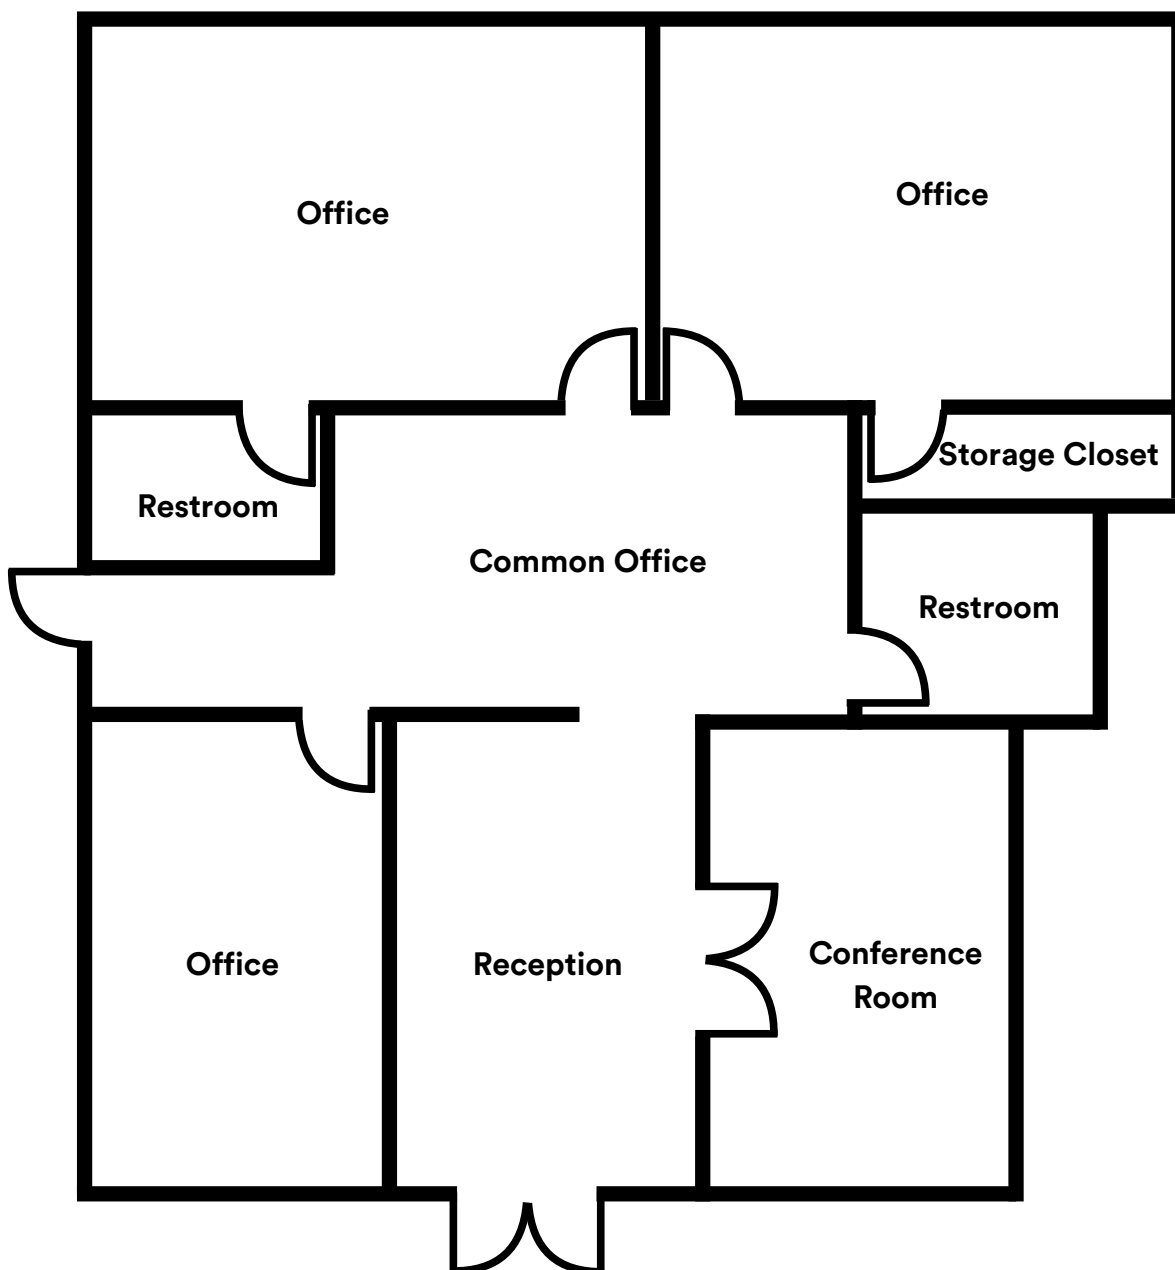 Office
Office
Storage Closet
Restroom
Common Office
Restroom
Office
Reception
Conference
Room